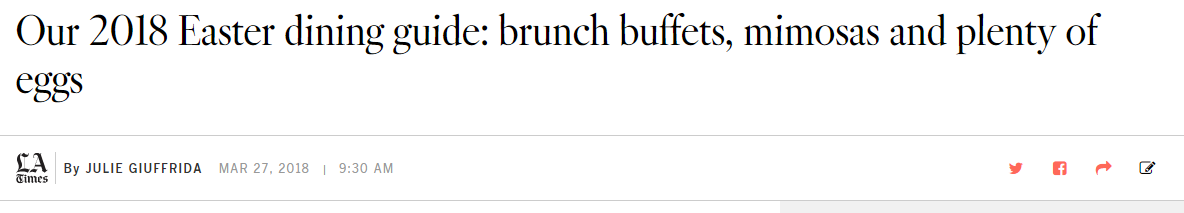 Our 2018 Easter dining guide: brunch buffets, mimosas and plenty of
eggs
LA
Times
By JULIE GIUFFRIDA MAR 27, 2018 | 9:30 AM